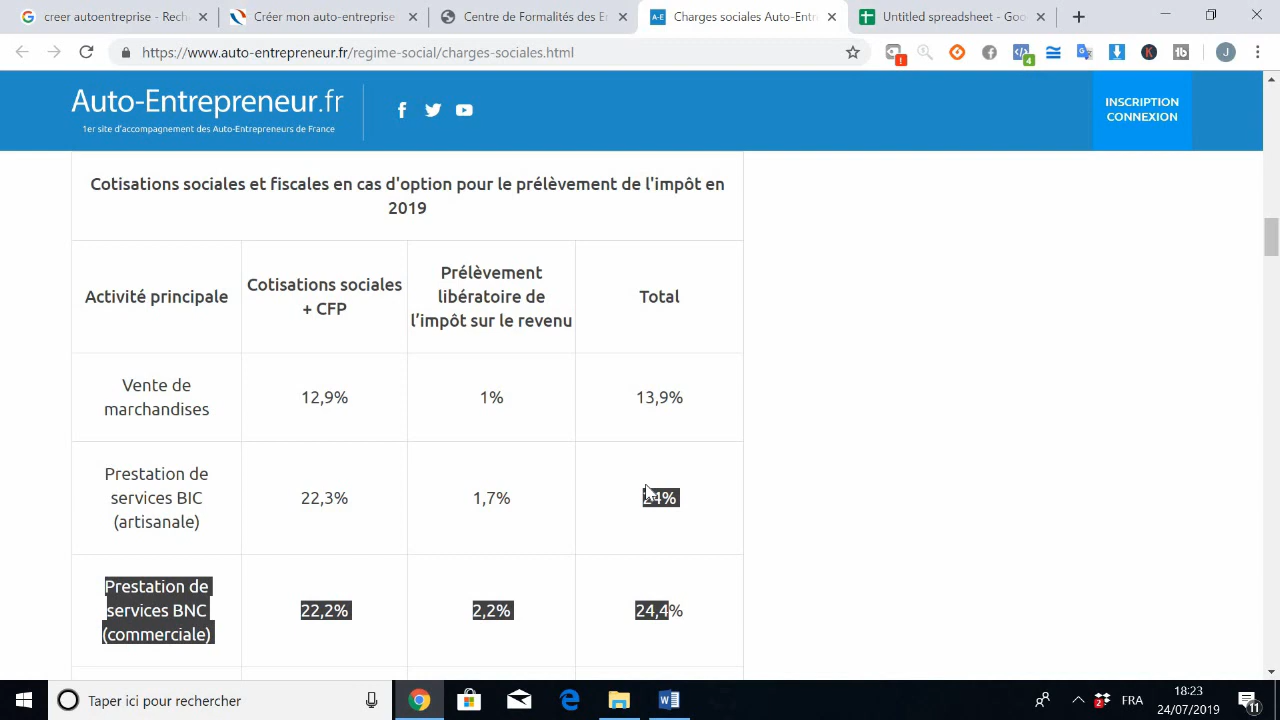 creer autoentreprise - Rech
Créer mon auto-entreprise
Centre de Formalités des E
Charges sociales Auto-Entr
Untitled spreadsheet - Goo
https://www.auto-entrepreneur.fr/regime-social/charges-sociales.html
Auto-Entrepreneur.fr
1er site d'accompagnement des Auto-Entrepreneurs de France
INSCRIPTION
CONNEXION
Cotisations sociales et fiscales en cas d'option pour le prélèvement de l'impôt en
2019
Activité principale
Cotisations sociales
+ CFP
Prélèvement
libératoire de
l’impôt sur le revenu
Total
Vente de
marchandises
12,9%
1%
13,9%
Prestation de
services BIC
(artisanale)
22,3%
1,7%
24%
Prestation de
services BNC
(commerciale)
22,2%
2,2%
24,4%
Taper ici pour rechercher
FRA
18:23
24/07/2019
11